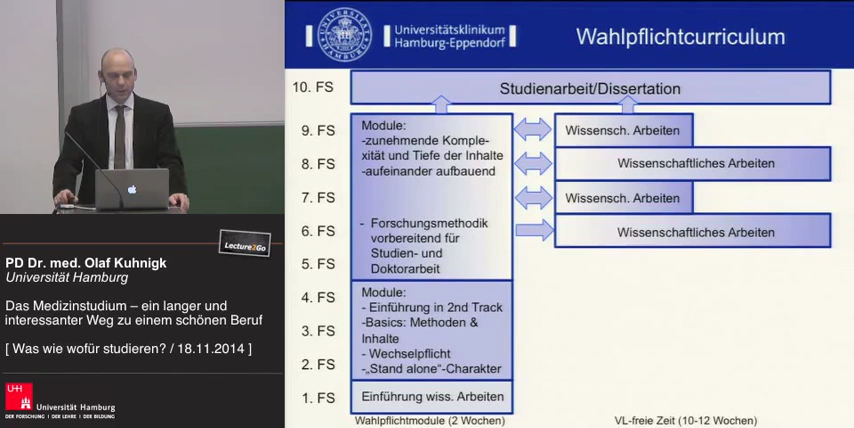 Universitätsklinikum
Hamburg-Eppendorf
Wahlpflichtcurriculum
10. FS
Studienarbeit/Dissertation
9. FS
8. FS
7. FS
6. FS
5. FS
4. FS
3. FS
2. FS
1. FS
Module:
-zunehmende Komple-
xität und Tiefe der Inhalte
-aufeinander aufbauend
- Forschungsmethodik
vorbereitend für
Studien- und
Doktorarbeit
Wissensch. Arbeiten
Wissenschaftliches Arbeiten
Wissensch. Arbeiten
Wissenschaftliches Arbeiten
Module:
- Einführung in 2nd Track
-Basics: Methoden &
Inhalte
- Wechselpflicht
-„Stand alone"-Charakter
Einführung wiss. Arbeiten
Wahlpflichtmodule (2 Wochen)
VL-freie Zeit (10-12 Wochen)
Lecture2Go
PD Dr. med. Olaf Kuhnigk
Universität Hamburg
Das Medizinstudium – ein langer und
interessanter Weg zu einem schönen Beruf
[ Was wie wofür studieren? / 18.11.2014 ]
UH
Universität Hamburg
DER FORSCHUNG | DER LEHRE | DER BILDUNG